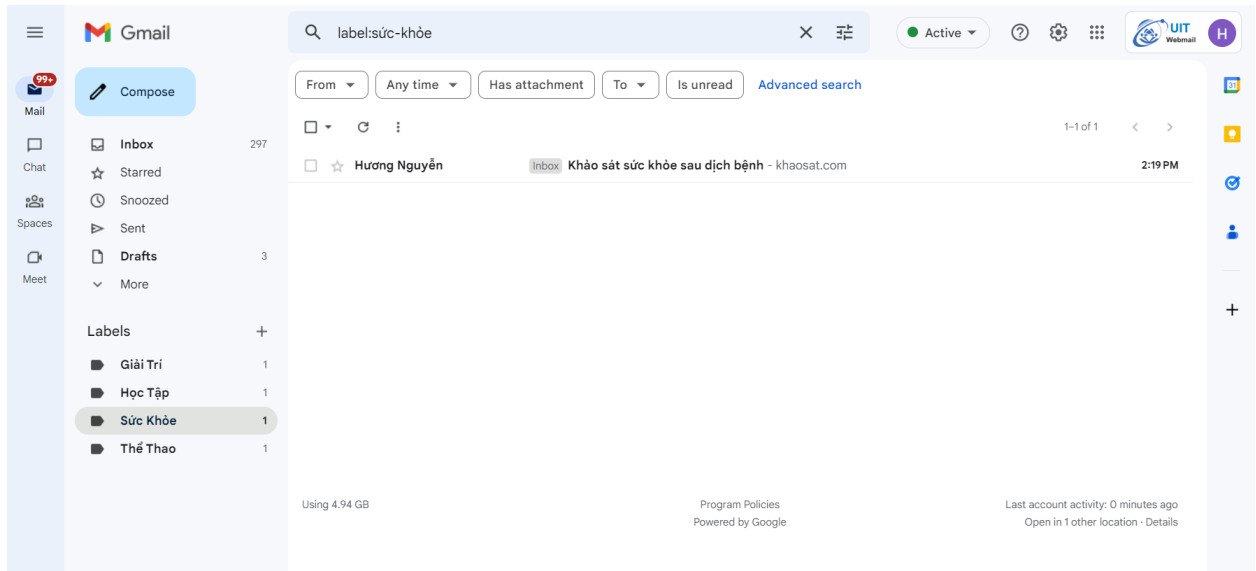 Gmail
label:sức-khỏe
Active
UIT
Webmail
H
99+
Mail
Chat
Spaces
Meet
Compose
Inbox 297
Starred
Snoozed
Sent
Drafts 3
More
Labels
Giải Trí 1
Học Tập 1
Sức Khỏe 1
Thể Thao 1
From Any time Has attachment To Is unread Advanced search
1–1 of 1
Hương Nguyễn Inbox Khảo sát sức khỏe sau dịch bệnh - khaosat.com 2:19 PM
Using 4.94 GB
Program Policies
Powered by Google
Last account activity: 0 minutes ago
Open in 1 other location · Details
31